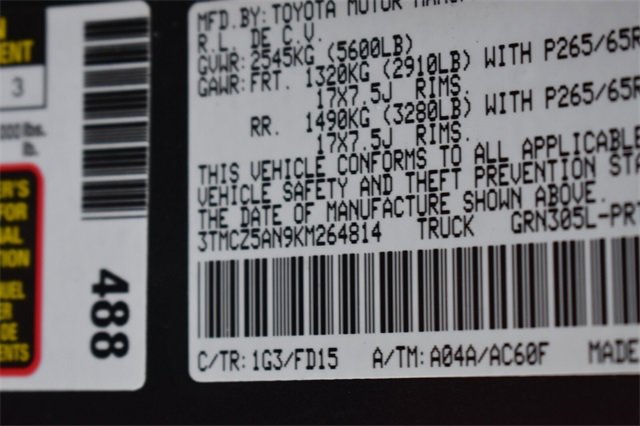 MFD.BY: TOYOTA MOTOR
R.L. DE C.V.
GVWR: 2545KG (5600LB)
GAWR: FRT. 1320KG (2910LB) WITH P265/65R
17X7.5J RIMS.
RR. 1490KG (3280LB) WITH P265/65R
17X7.5J RIMS.
THIS VEHICLE CONFORMS TO ALL APPLICABLE
VEHICLE SAFETY AND THEFT PREVENTION STA
THE DATE OF MANUFACTURE SHOWN ABOVE.
3TMCZ5AN9KM264814 TRUCK GRN305L-PRT
C/TR: 1G3/FD15 A/TM: A04A/AC60F MADE
3
000 lbs.
lb.
488